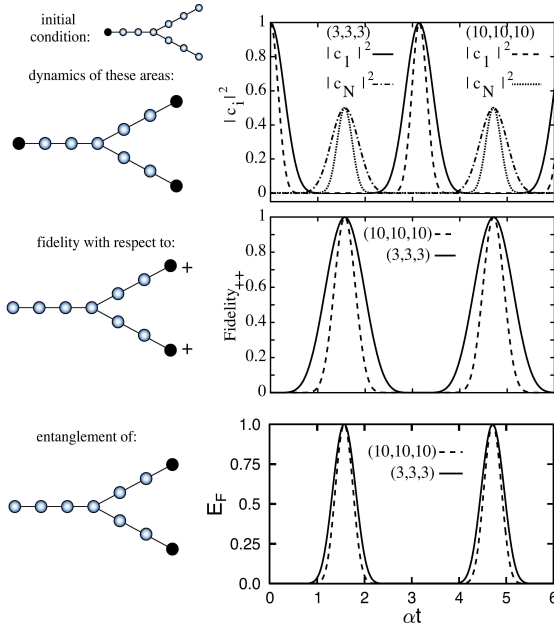 initial
condition:
dynamics of these areas:
1
0.8
0.6
0.4
0.2
0
|c_i|^2
(3,3,3) (10,10,10)
|c_1|^2 |c_1|^2
|c_N|^2 |c_N|^2
fidelity with respect to:
+
+
1
0.8
0.6
0.4
0.2
0
Fidelity_{++}
(10,10,10)
(3,3,3)
entanglement of:
1.0
0.75
0.5
0.25
0.0
E_F
(10,10,10)
(3,3,3)
0 1 2 3 4 5 6
αt